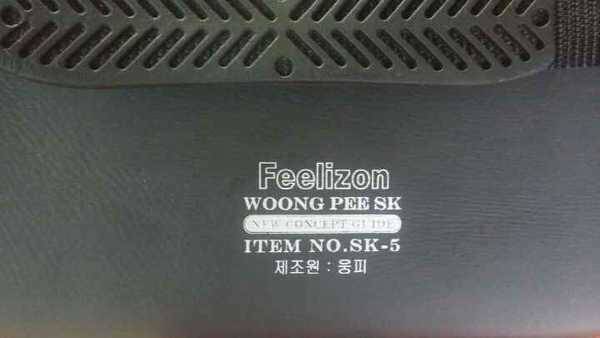 Feelizon
WOONG PEE SK
NEW CONCEPT GUIDE
ITEM NO.SK-5
제조원 : 웅피